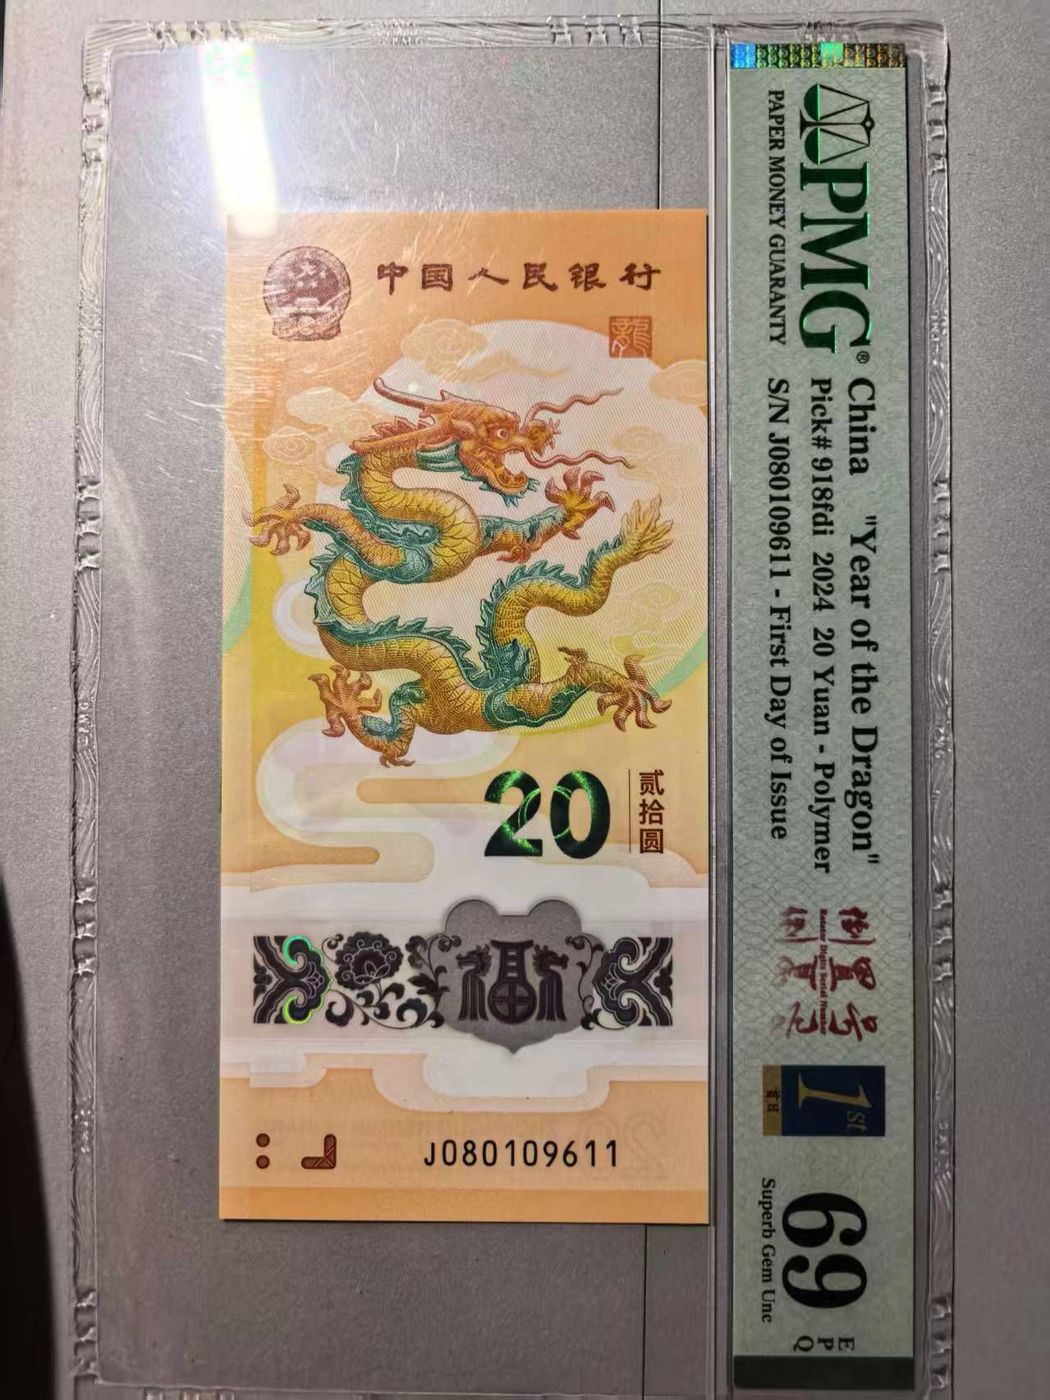 中国人民银行
龍
20
贰拾圆
福
J080109611
PMG®
PAPER MONEY GUARANTY
China "Year of the Dragon"
Pick# 918fdi 2024 20 Yuan - Polymer
S/N J080109611 - First Day of Issue
1st
首日
69
EPQ
Superb Gem Unc